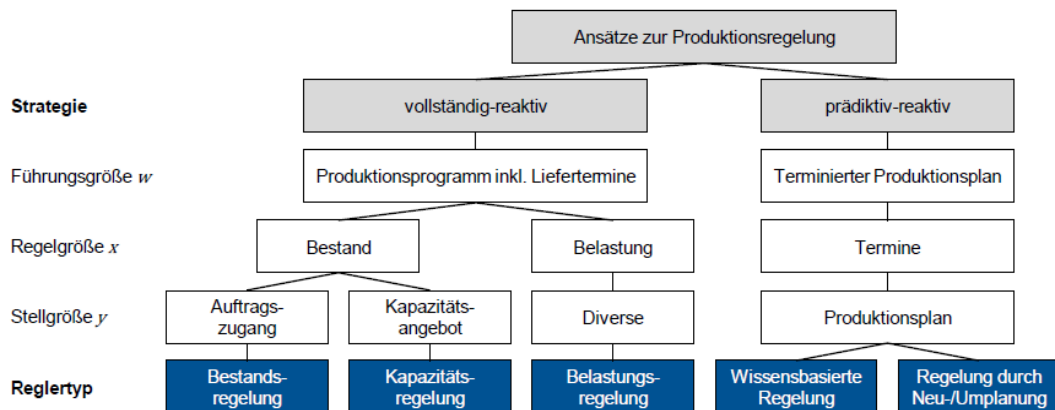 Ansätze zur Produktionsregelung
Strategie
vollständig-reaktiv
prädiktiv-reaktiv
Führungsgröße w
Produktionsprogramm inkl. Liefertermine
Terminierter Produktionsplan
Regelgröße x
Bestand
Belastung
Termine
Stellgröße y
Auftrags-
zugang
Kapazitäts-
angebot
Diverse
Produktionsplan
Reglertyp
Bestands-
regelung
Kapazitäts-
regelung
Belastungs-
regelung
Wissensbasierte
Regelung
Regelung durch
Neu-/Umplanung